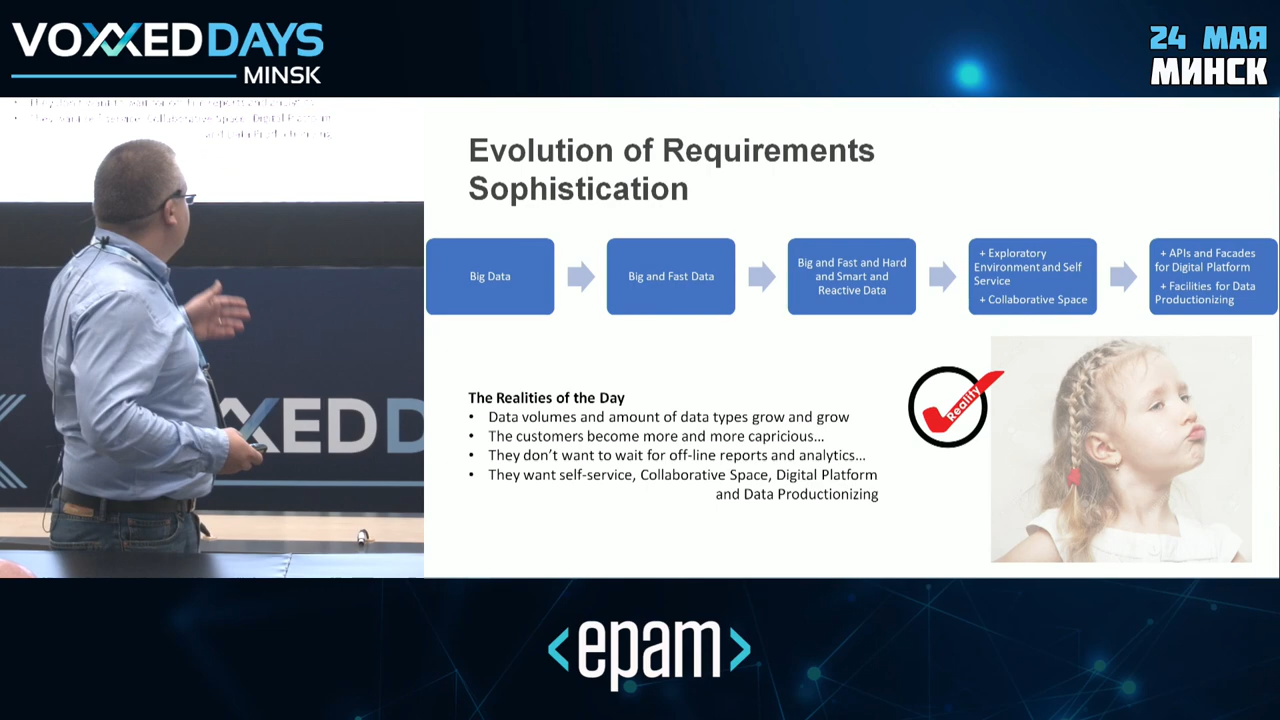 VOXXED DAYS
MINSK
24 МАЯ
МИНСК
Evolution of Requirements
Sophistication
Big Data
Big and Fast Data
Big and Fast and Hard
and Smart and
Reactive Data
+ Exploratory
Environment and Self
Service
+ Collaborative Space
+ APIs and Facades
for Digital Platform
+ Facilities for Data
Productionizing
Reality
The Realities of the Day
• Data volumes and amount of data types grow and grow
• The customers become more and more capricious…
• They don't want to wait for off-line reports and analytics…
• They want self-service, Collaborative Space, Digital Platform
and Data Productionizing
XED D
<epam>